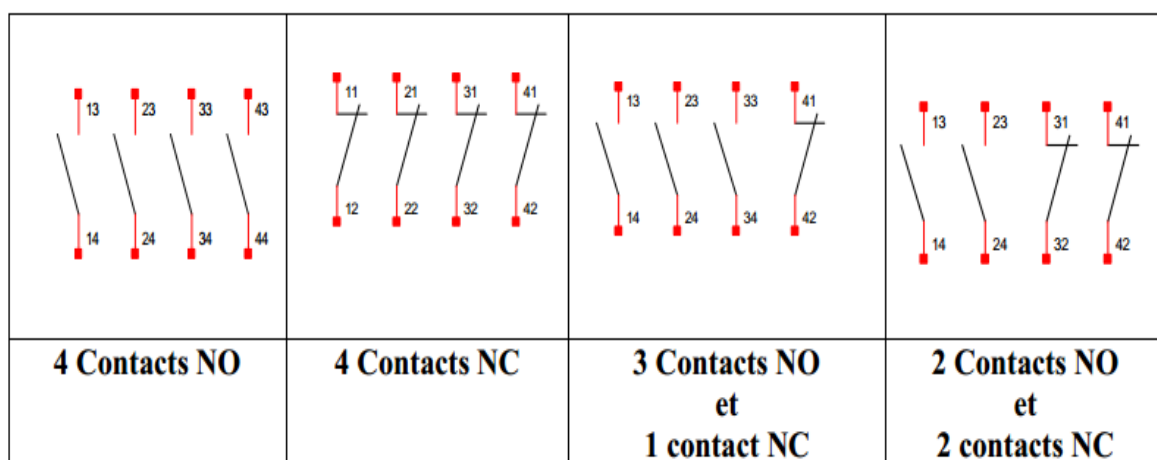 13 23 33 43
14 24 34 44
11 21 31 41
12 22 32 42
13 23 33 41
14 24 34 42
13 23 31 41
14 24 32 42
4 Contacts NO
4 Contacts NC
3 Contacts NO
et
1 contact NC
2 Contacts NO
et
2 contacts NC